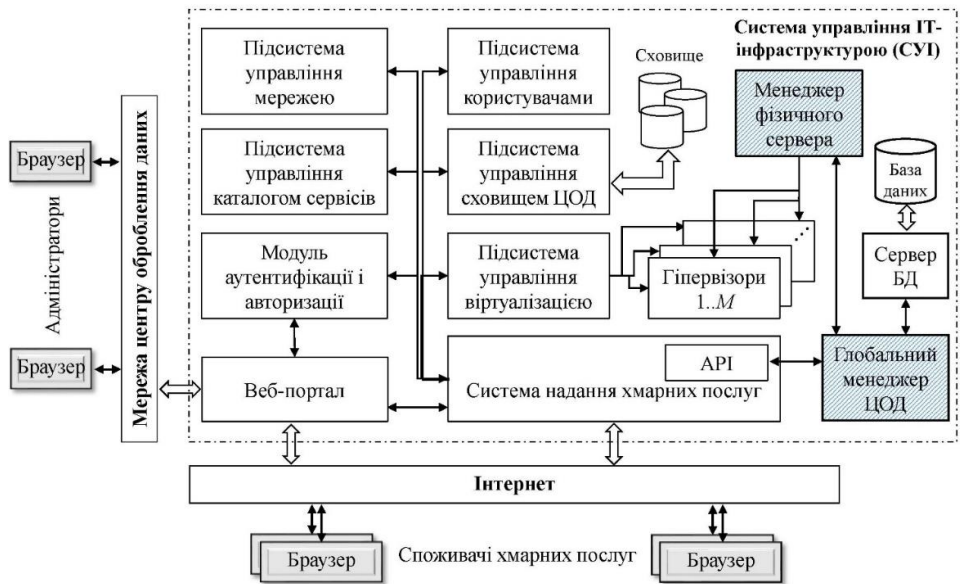 Система управління ІТ-
інфраструктурою (СУІ)
Підсистема
управління
мережею
Підсистема
управління
користувачами
Сховище
Менеджер
фізичного
сервера
База
даних
Браузер
Адміністратори
Браузер
Мережа центру оброблення даних
Підсистема
управління
каталогом сервісів
Підсистема
управління
сховищем ЦОД
Модуль
аутентифікації і
авторизації
Підсистема
управління
віртуалізацією
Гіпервізори
1..M
Сервер
БД
Веб-портал
API
Система надання хмарних послуг
Глобальний
менеджер
ЦОД
Інтернет
Браузер
Споживачі хмарних послуг
Браузер